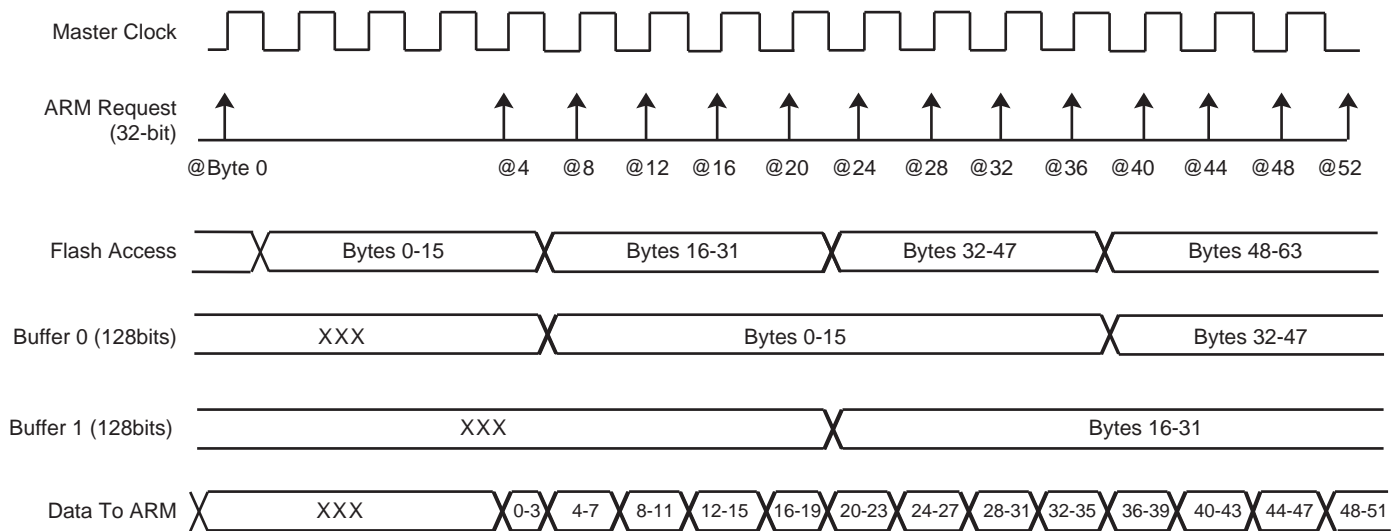 Master Clock
ARM Request
(32-bit)
@Byte 0 @4 @8 @12 @16 @20 @24 @28 @32 @36 @40 @44 @48 @52
Flash Access Bytes 0-15 Bytes 16-31 Bytes 32-47 Bytes 48-63
Buffer 0 (128bits) XXX Bytes 0-15 Bytes 32-47
Buffer 1 (128bits) XXX Bytes 16-31
Data To ARM XXX 0-3 4-7 8-11 12-15 16-19 20-23 24-27 28-31 32-35 36-39 40-43 44-47 48-51